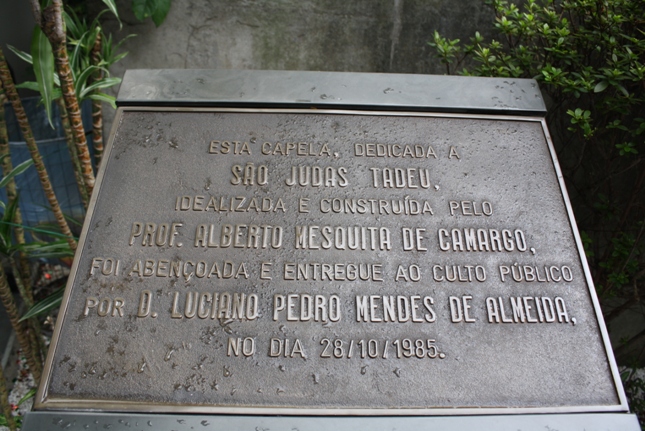 ESTA CAPELA, DEDICADA A
SÃO JUDAS TADEU,
IDEALIZADA E CONSTRUÍDA PELO
PROF. ALBERTO MESQUITA DE CAMARGO,
FOI ABENÇOADA E ENTREGUE AO CULTO PÚBLICO
POR D. LUCIANO PEDRO MENDES DE ALMEIDA,
NO DIA 28/10/1985.